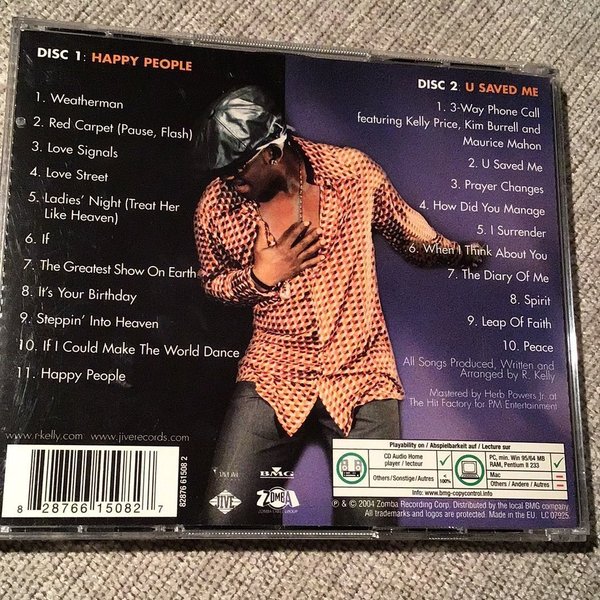 DISC 1: HAPPY PEOPLE
1. Weatherman
2. Red Carpet (Pause, Flash)
3. Love Signals
4. Love Street
5. Ladies' Night (Treat Her
Like Heaven)
6. If
7. The Greatest Show On Earth
8. It's Your Birthday
9. Steppin' Into Heaven
10. If I Could Make The World Dance
11. Happy People
www.rkelly.com www.jiverecords.com
DISC 2: U SAVED ME
1. 3-Way Phone Call
featuring Kelly Price, Kim Burrell and
Maurice Mahon
2. U Saved Me
3. Prayer Changes
4. How Did You Manage
5. I Surrender
6. When I Think About You
7. The Diary Of Me
8. Spirit
9. Leap Of Faith
10. Peace
All Songs Produced, Written and
Arranged by R. Kelly
Mastered by Herb Powers Jr. at
The Hit Factory for PM Entertainment
8 28766 15082 7
82876 61508 2
JIVE
BMG
ZOMBA
Playability on / Abspielbarkeit auf / Lecture sur
CD Audio Home
player / lecteur
100%
Others/Sonstige/Autres
PC, min. Win 95/64 MB
RAM, Pentium II 233
Mac
Others / Andere / Autres
Info: www.bmg-copycontrol.info
℗ & © 2004 Zomba Recording Corp. Distributed by the local BMG company.
All trademarks and logos are protected. Made in the EU. LC 07925.